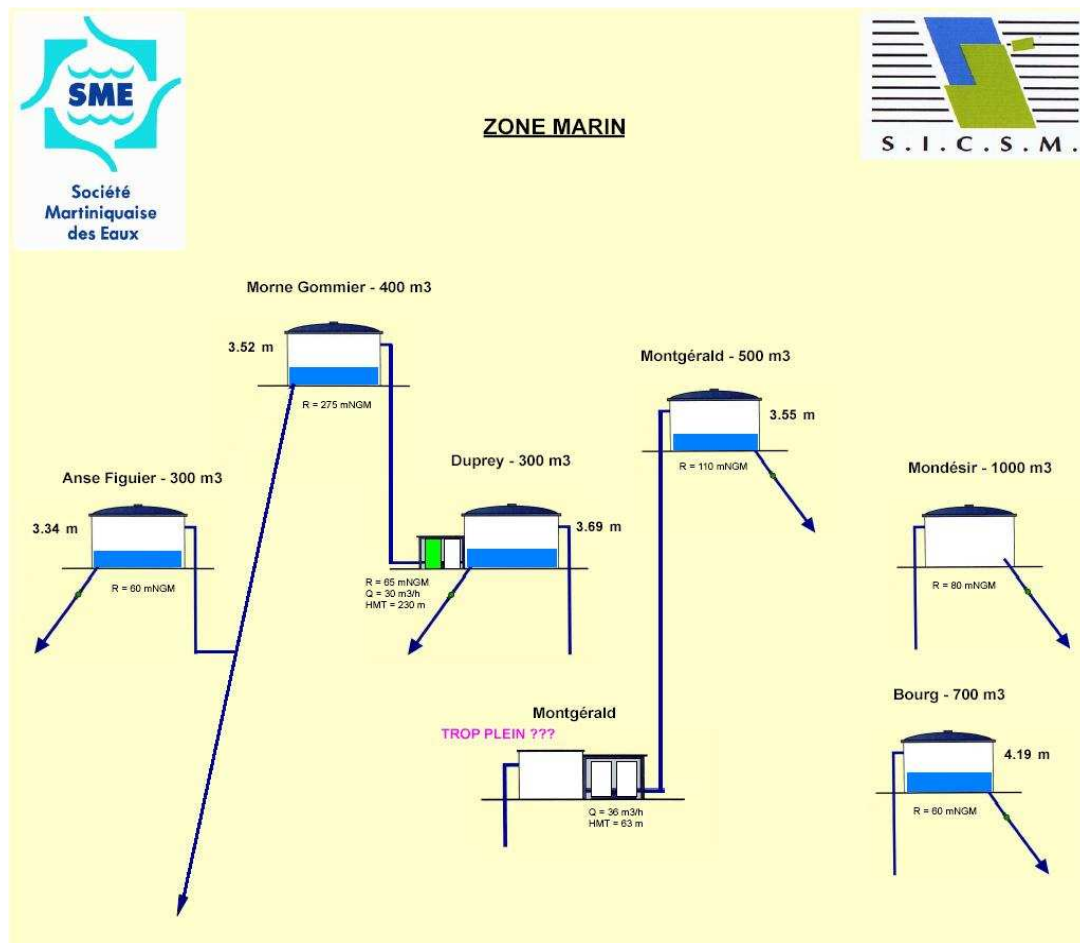 SME
Société
Martiniquaise
des Eaux
ZONE MARIN
S.I.C.S.M.
Morne Gommier - 400 m3
3.52 m
R = 275 mNGM
Montgérald - 500 m3
3.55 m
R = 110 mNGM
Anse Figuier - 300 m3
3.34 m
R = 60 mNGM
Duprey - 300 m3
3.69 m
R = 65 mNGM
Q = 30 m3/h
HMT = 230 m
Mondésir - 1000 m3
R = 80 mNGM
Montgérald
TROP PLEIN ???
Q = 36 m3/h
HMT = 63 m
Bourg - 700 m3
4.19 m
R = 60 mNGM